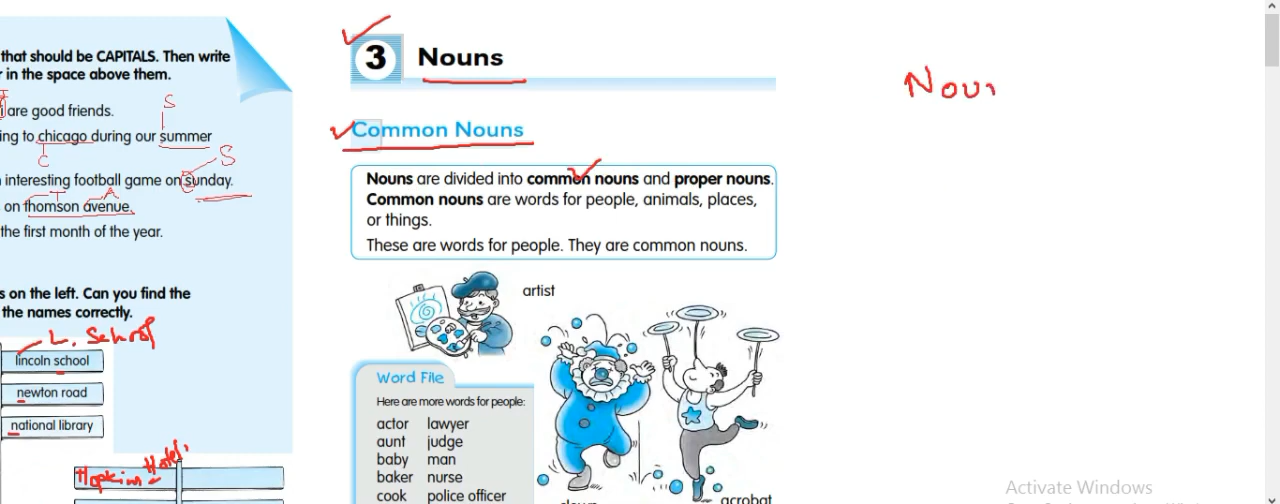 that should be CAPITALS. Then write
in the space above them.
are good friends.
S
ing to chicago during our summer
C
S
interesting football game on sunday.
T A
on thomson avenue.
the first month of the year.
s on the left. Can you find the
the names correctly.
L. School
lincoln school
newton road
national library
Hopkins Hotel
3 Nouns
Common Nouns
Nouns are divided into common nouns and proper nouns.
Common nouns are words for people, animals, places,
or things.
These are words for people. They are common nouns.
artist
Word File
Here are more words for people:
actor lawyer
aunt judge
baby man
baker nurse
cook police officer
clown
acrobat
Noun
Activate Windows